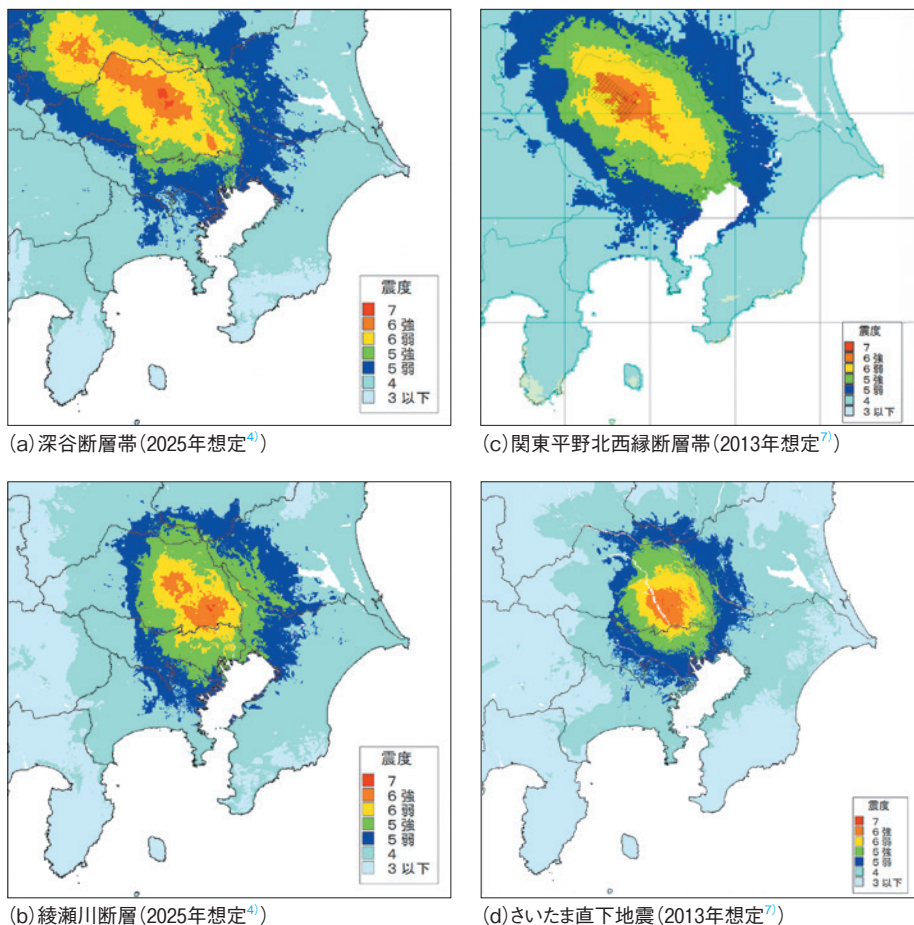 震度
7
6 強
6 弱
5 強
5 弱
4
3 以下
(a)深谷断層帯(2025年想定4))
震度
7
6 強
6 弱
5 強
5 弱
4
3 以下
(c)関東平野北西縁断層帯(2013年想定7))
震度
7
6 強
6 弱
5 強
5 弱
4
3 以下
(b)綾瀬川断層(2025年想定4))
震度
7
6 強
6 弱
5 強
5 弱
4
3 以下
(d)さいたま直下地震(2013年想定7))